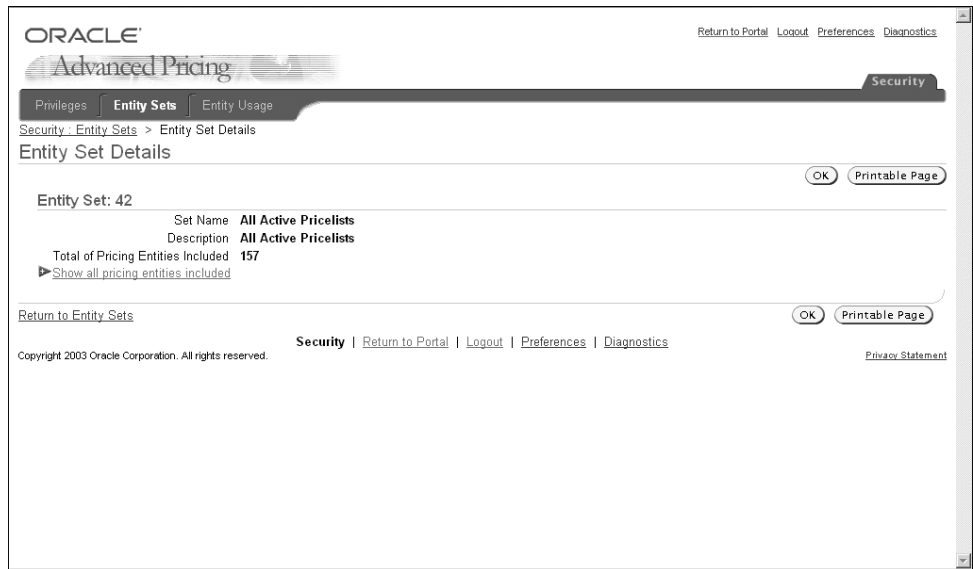 ORACLE
Return to Portal Logout Preferences Diagnostics
Advanced Pricing
Security
Privileges Entity Sets Entity Usage
Security : Entity Sets > Entity Set Details
Entity Set Details
OK Printable Page
Entity Set: 42
Set Name All Active Pricelists
Description All Active Pricelists
Total of Pricing Entities Included 157
Show all pricing entities included
Return to Entity Sets
OK Printable Page
Security | Return to Portal | Logout | Preferences | Diagnostics
Copyright 2003 Oracle Corporation. All rights reserved.
Privacy Statement